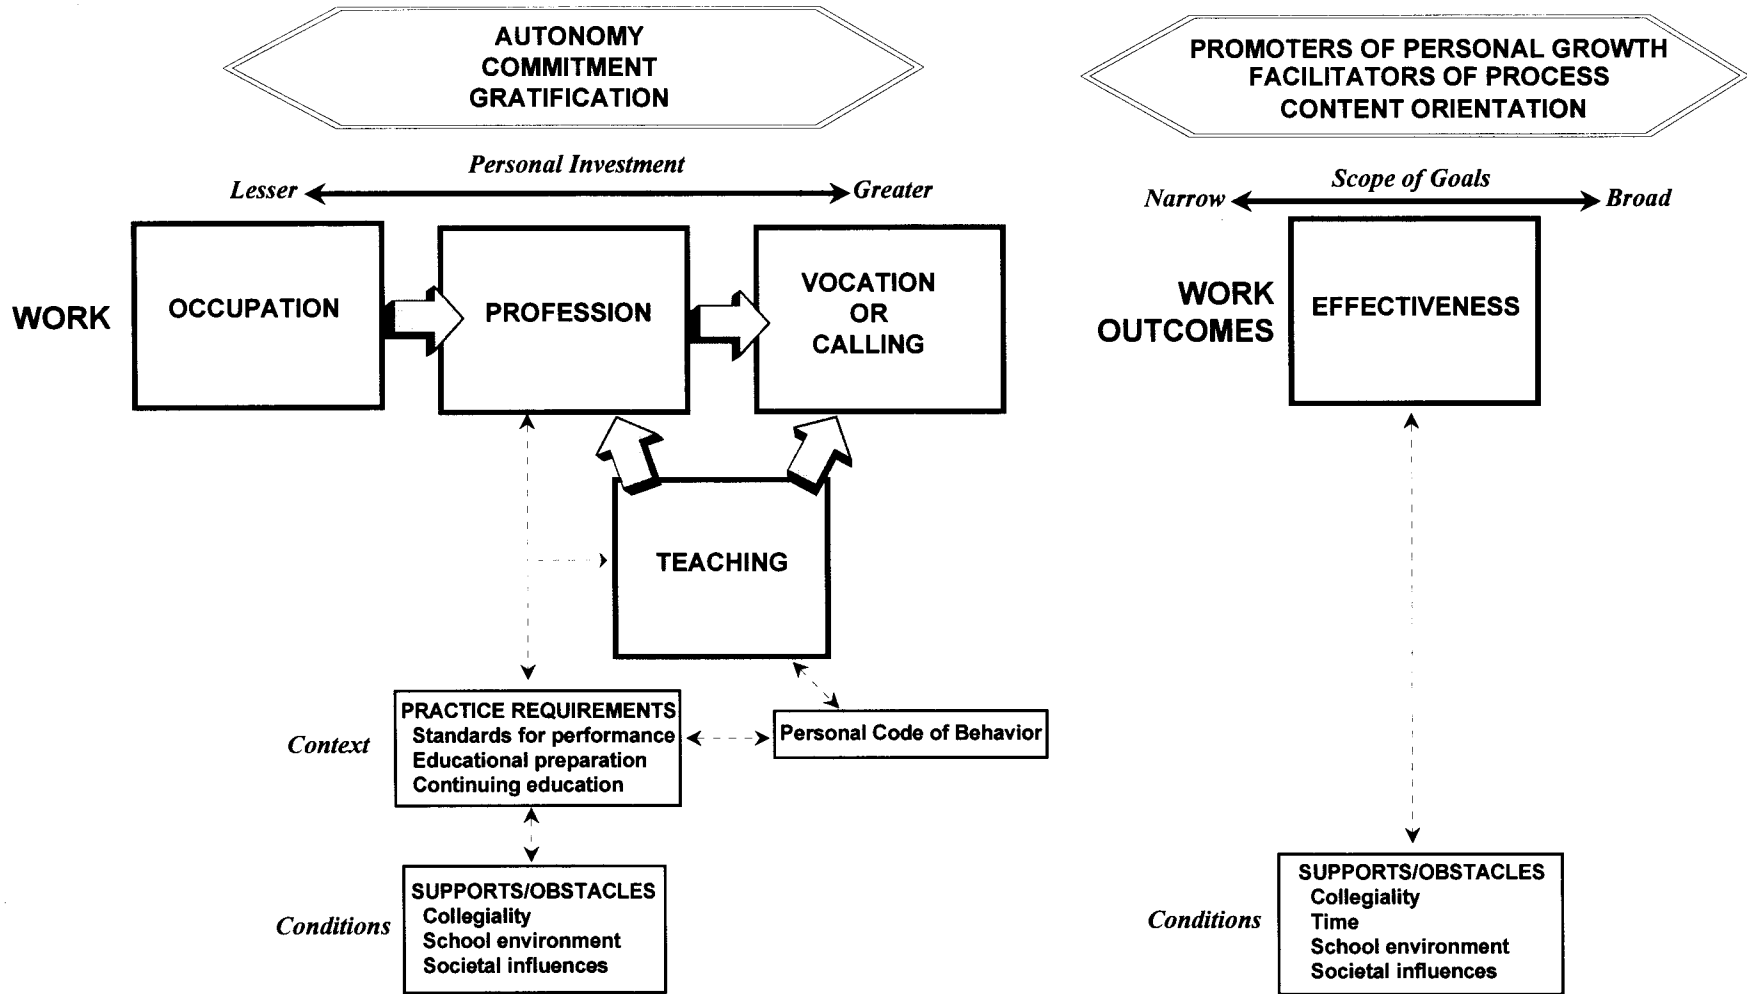 AUTONOMY
COMMITMENT
GRATIFICATION
Personal Investment
Lesser
Greater
WORK
OCCUPATION
PROFESSION
VOCATION
OR
CALLING
TEACHING
Context
PRACTICE REQUIREMENTS
Standards for performance
Educational preparation
Continuing education
Personal Code of Behavior
Conditions
SUPPORTS/OBSTACLES
Collegiality
School environment
Societal influences
PROMOTERS OF PERSONAL GROWTH
FACILITATORS OF PROCESS
CONTENT ORIENTATION
Scope of Goals
Narrow
Broad
WORK
OUTCOMES
EFFECTIVENESS
Conditions
SUPPORTS/OBSTACLES
Collegiality
Time
School environment
Societal influences